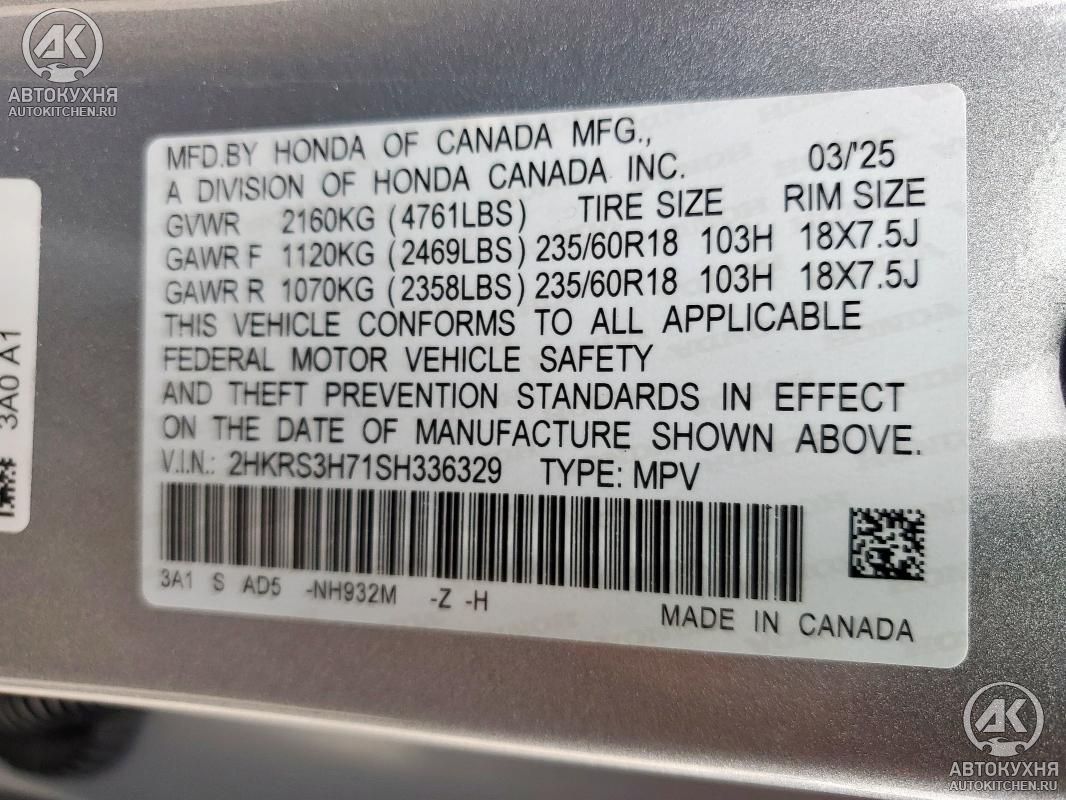 АК
АВТОКУХНЯ
AUTOKITCHEN.RU
MFD.BY HONDA OF CANADA MFG., 03/'25
A DIVISION OF HONDA CANADA INC.
GVWR 2160KG (4761LBS) TIRE SIZE RIM SIZE
GAWR F 1120KG (2469LBS) 235/60R18 103H 18X7.5J
GAWR R 1070KG (2358LBS) 235/60R18 103H 18X7.5J
THIS VEHICLE CONFORMS TO ALL APPLICABLE
FEDERAL MOTOR VEHICLE SAFETY
AND THEFT PREVENTION STANDARDS IN EFFECT
ON THE DATE OF MANUFACTURE SHOWN ABOVE.
V.I.N.: 2HKRS3H71SH336329 TYPE: MPV
3A1 S AD5 -NH932M -Z -H
MADE IN CANADA
3A0 A1
АК
АВТОКУХНЯ
AUTOKITCHEN.RU